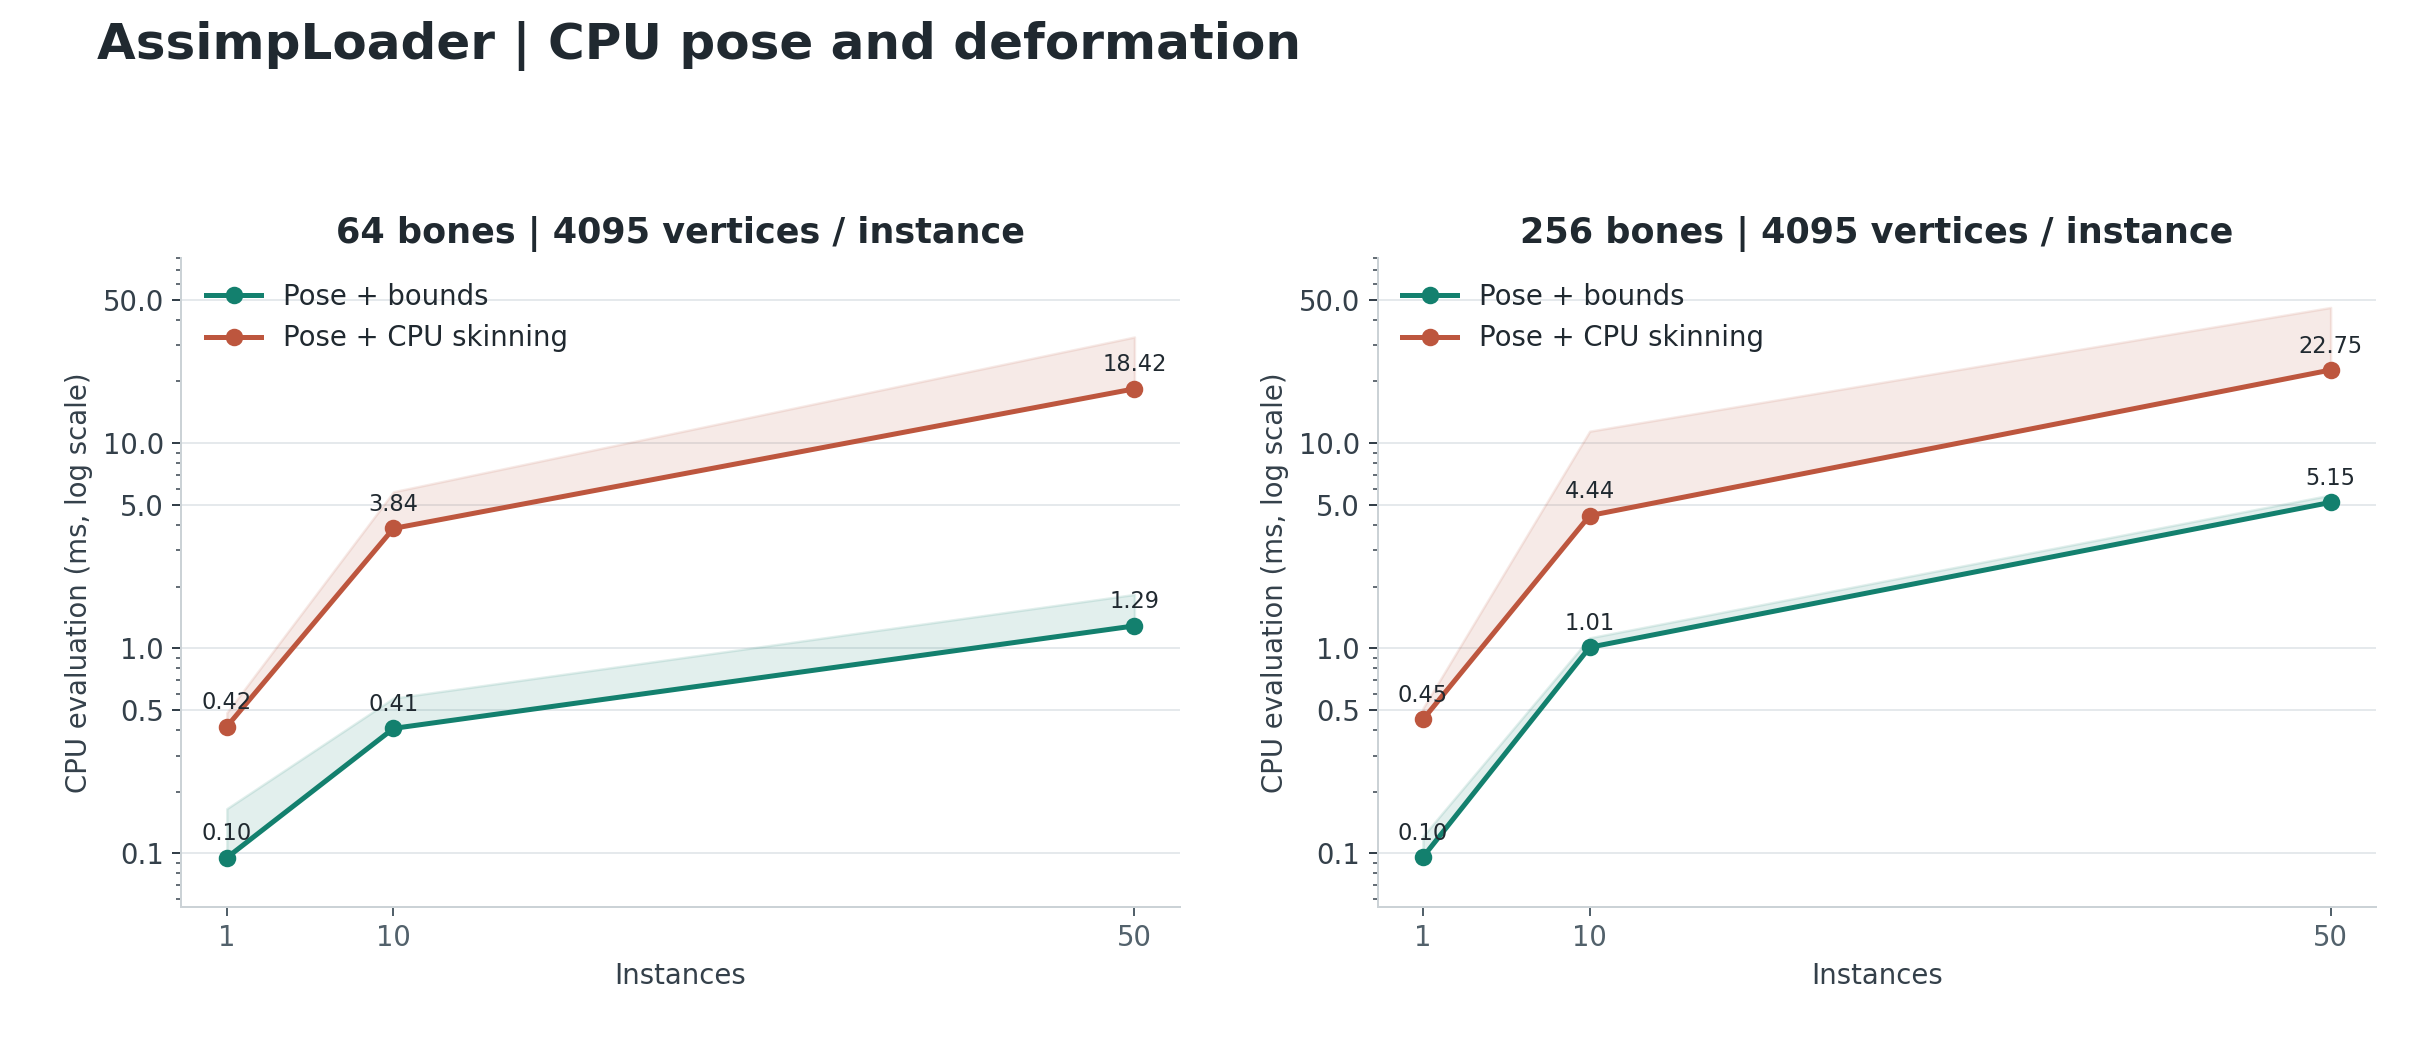 AssimpLoader | CPU pose and deformation
64 bones | 4095 vertices / instance
Pose + bounds
Pose + CPU skinning
CPU evaluation (ms, log scale)
50.0
10.0
5.0
1.0
0.5
0.1
0.42
3.84
18.42
0.10
0.41
1.29
1
10
50
Instances
256 bones | 4095 vertices / instance
Pose + bounds
Pose + CPU skinning
CPU evaluation (ms, log scale)
50.0
10.0
5.0
1.0
0.5
0.1
0.45
4.44
22.75
0.10
1.01
5.15
1
10
50
Instances